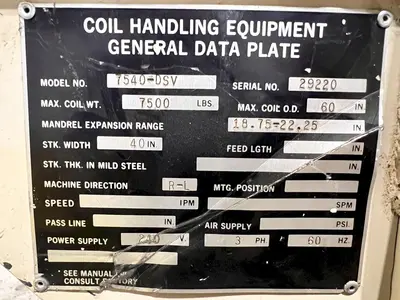 COIL HANDLING EQUIPMENT
GENERAL DATA PLATE
MODEL NO. 7540-DSV SERIAL NO. 29220
MAX. COIL WT. 7500 LBS. MAX. COIL O.D. 60 IN.
MANDREL EXPANSION RANGE 18.75-22.25 IN.
STK. WIDTH 40 IN. FEED LGTH. IN.
STK. THK. IN MILD STEEL IN.
MACHINE DIRECTION R-L MTG. POSITION
SPEED IPM SPM
PASS LINE IN. AIR SUPPLY PSI
POWER SUPPLY V. 3 PH. 60 HZ.
SEE MANUAL
CONSULT FACTORY